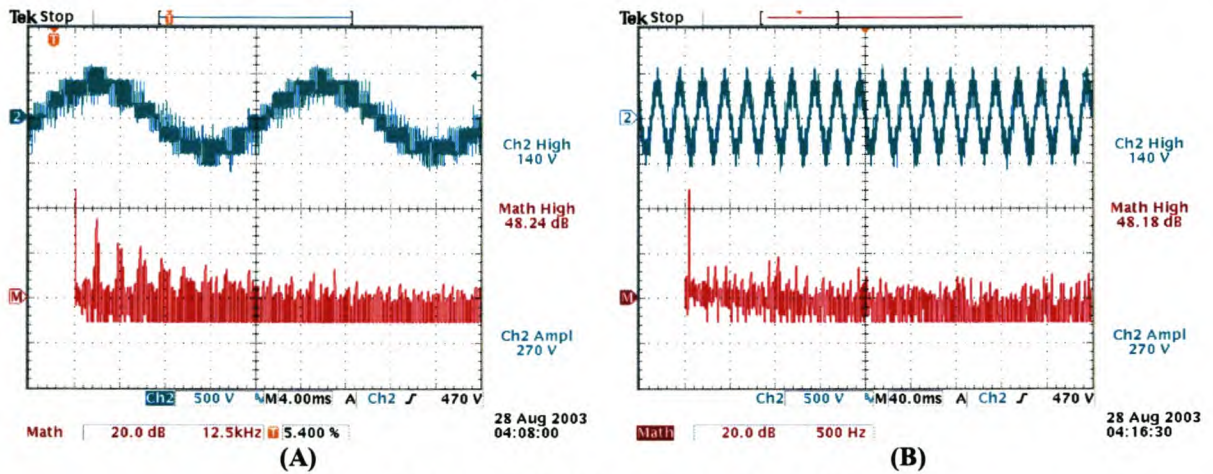 Tek Stop
T
T
2
Ch2 High
140 V
Math High
48.24 dB
M
Ch2 Ampl
270 V
Ch2 500 V M4.00ms A Ch2 470 V
Math 20.0 dB 12.5kHz T 5.400 %
28 Aug 2003
04:08:00
(A)
Tek Stop
2
Ch2 High
140 V
Math High
48.18 dB
M
Ch2 Ampl
270 V
Ch2 500 V M40.0ms A Ch2 470 V
Math 20.0 dB 500 Hz
28 Aug 2003
04:16:30
(B)